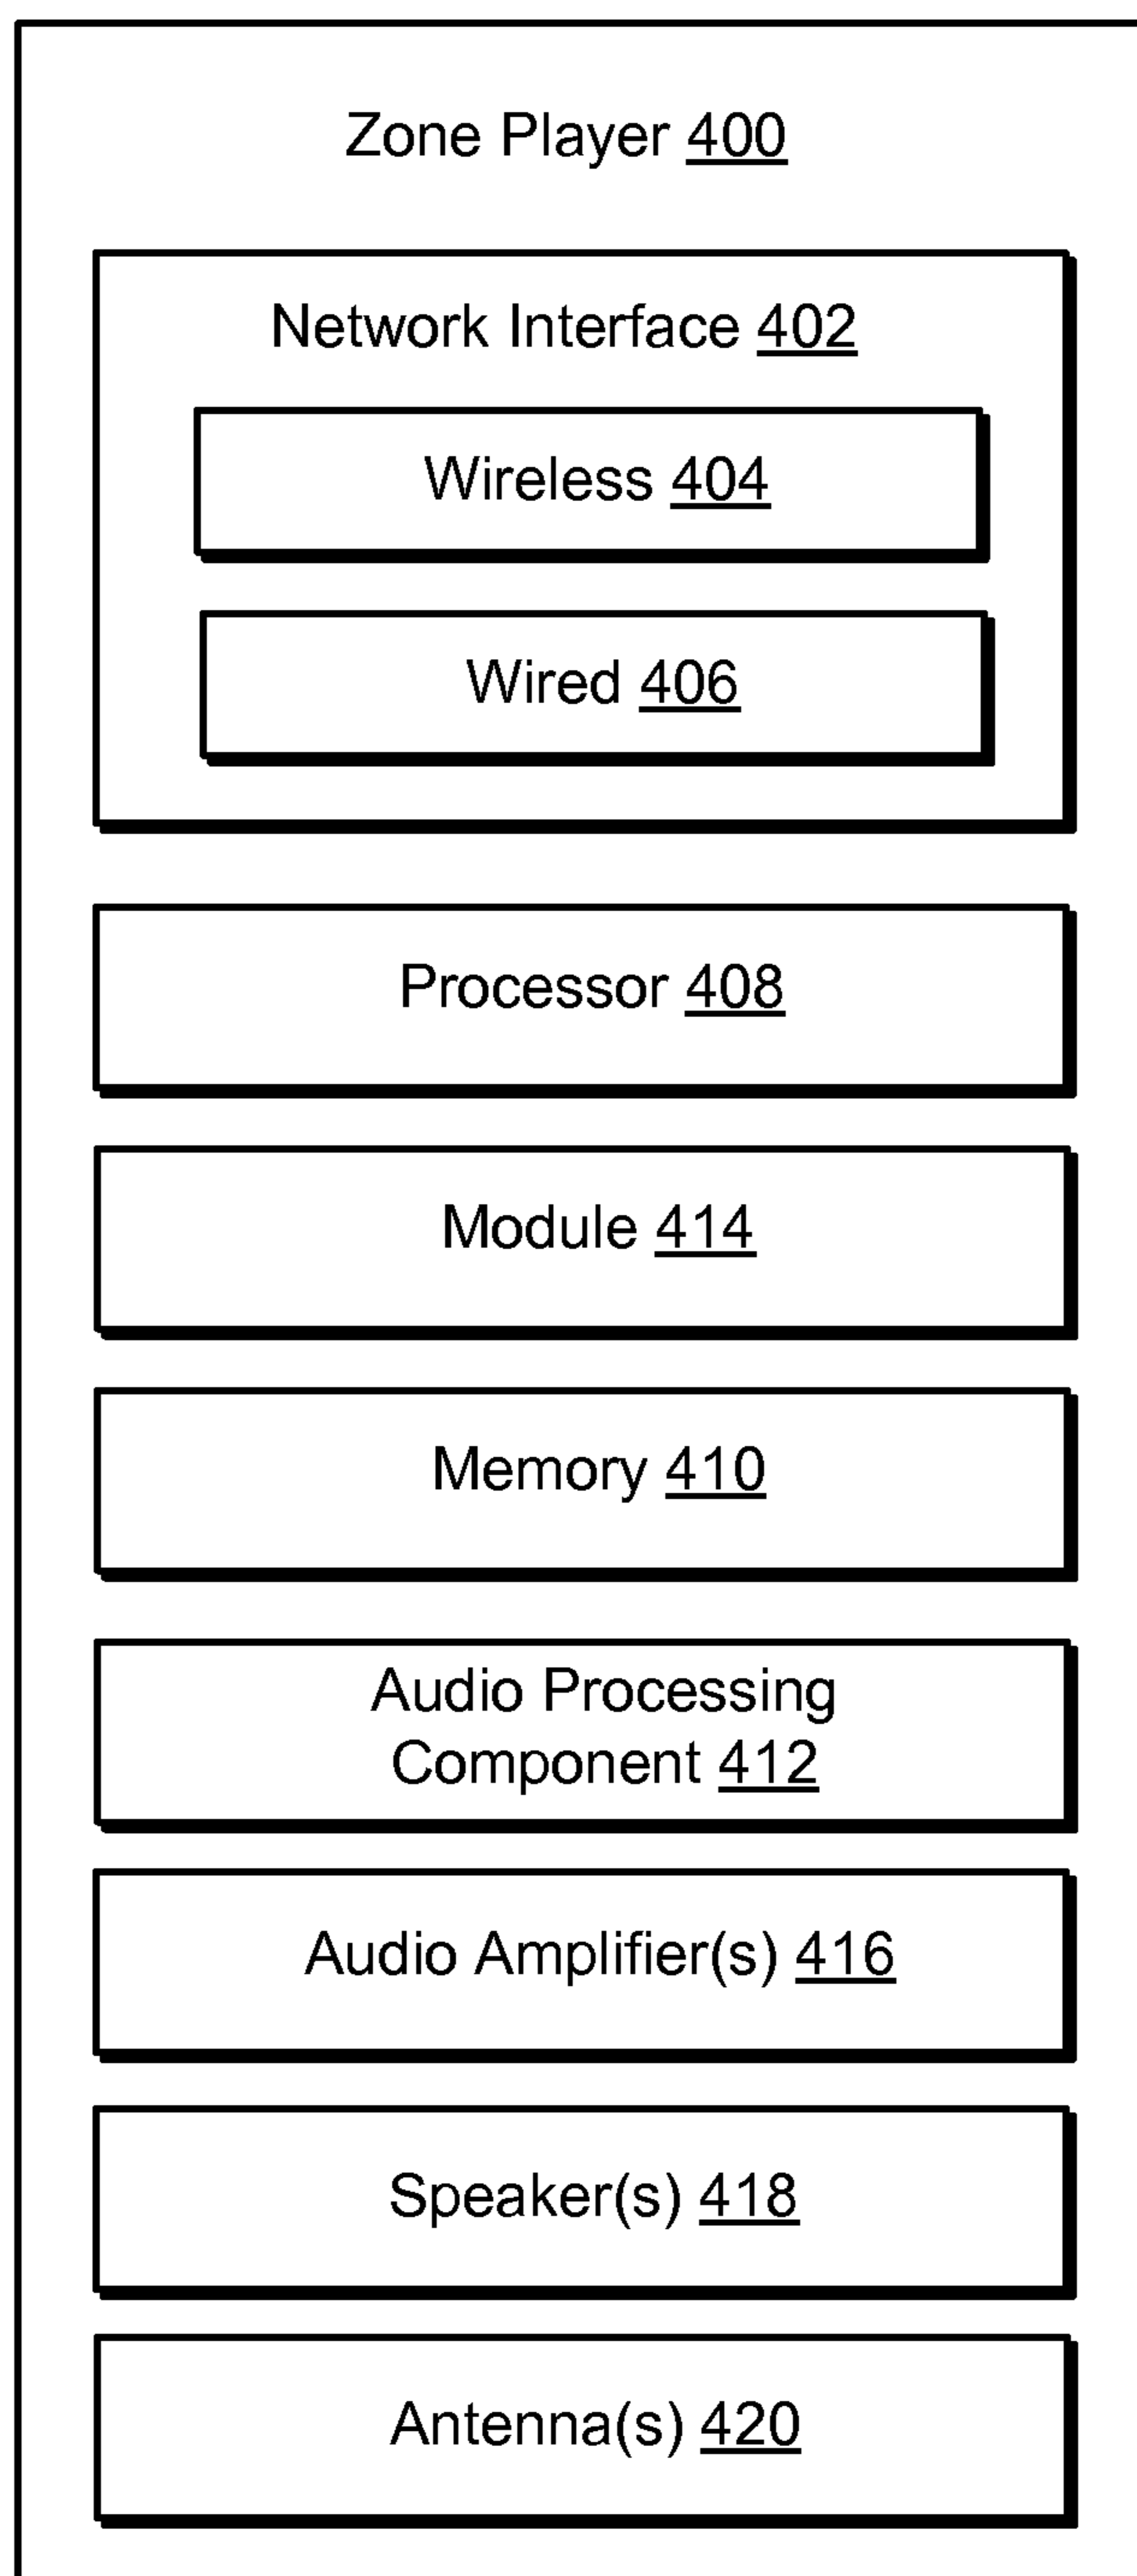 Zone Player 400
Network Interface 402
Wireless 404
Wired 406
Processor 408
Module 414
Memory 410
Audio Processing
Component 412
Audio Amplifier(s) 416
Speaker(s) 418
Antenna(s) 420